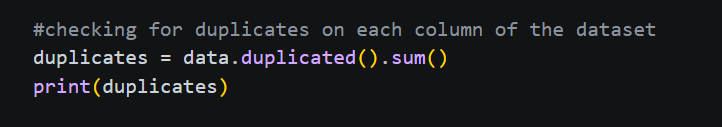 #checking for duplicates on each column of the dataset
duplicates = data.duplicated().sum()
print(duplicates)